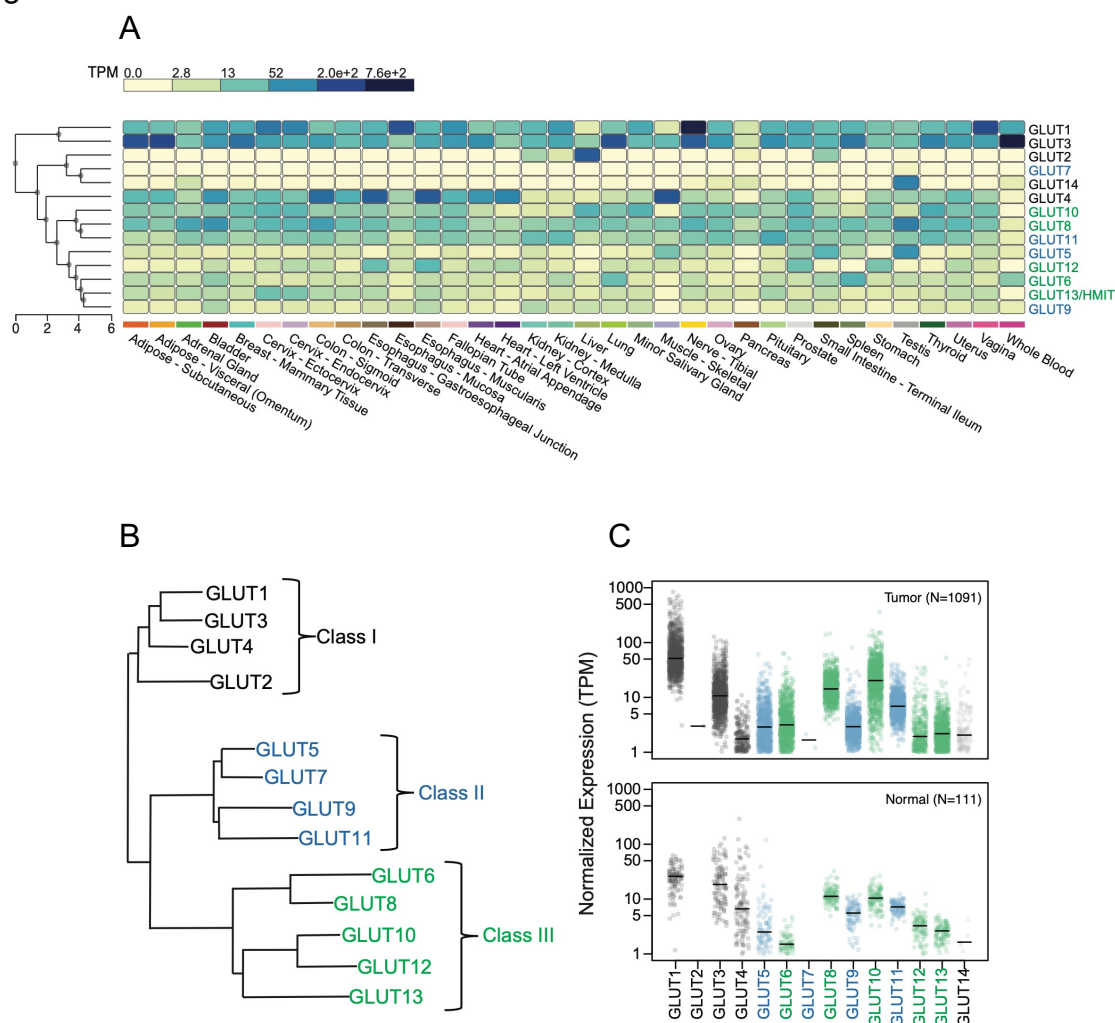 A
TPM 0.0 2.8 13 52 2.0e+2 7.6e+2
GLUT1
GLUT3
GLUT2
GLUT7
GLUT14
GLUT4
GLUT10
GLUT8
GLUT11
GLUT5
GLUT12
GLUT6
GLUT13/HMIT
GLUT9
0 2 4 6
Adipose - Subcutaneous
Adipose - Visceral (Omentum)
Adrenal Gland
Bladder
Breast - Mammary Tissue
Cervix - Ectocervix
Cervix - Endocervix
Colon - Sigmoid
Colon - Transverse
Esophagus - Gastroesophageal Junction
Esophagus - Mucosa
Esophagus - Muscularis
Fallopian Tube
Heart - Atrial Appendage
Heart - Left Ventricle
Kidney - Cortex
Kidney - Medulla
Liver
Lung
Minor Salivary Gland
Muscle - Skeletal
Nerve - Tibial
Ovary
Pancreas
Pituitary
Prostate
Small Intestine - Terminal Ileum
Spleen
Stomach
Testis
Thyroid
Uterus
Vagina
Whole Blood
B
GLUT1
GLUT3
GLUT4
GLUT2
Class I
GLUT5
GLUT7
GLUT9
GLUT11
Class II
GLUT6
GLUT8
GLUT10
GLUT12
GLUT13
Class III
C
Normalized Expression (TPM)
Tumor (N=1091)
1000
500
100
50
10
5
1
Normal (N=111)
1000
500
100
50
10
5
1
GLUT1
GLUT2
GLUT3
GLUT4
GLUT5
GLUT6
GLUT7
GLUT8
GLUT9
GLUT10
GLUT11
GLUT12
GLUT13
GLUT14